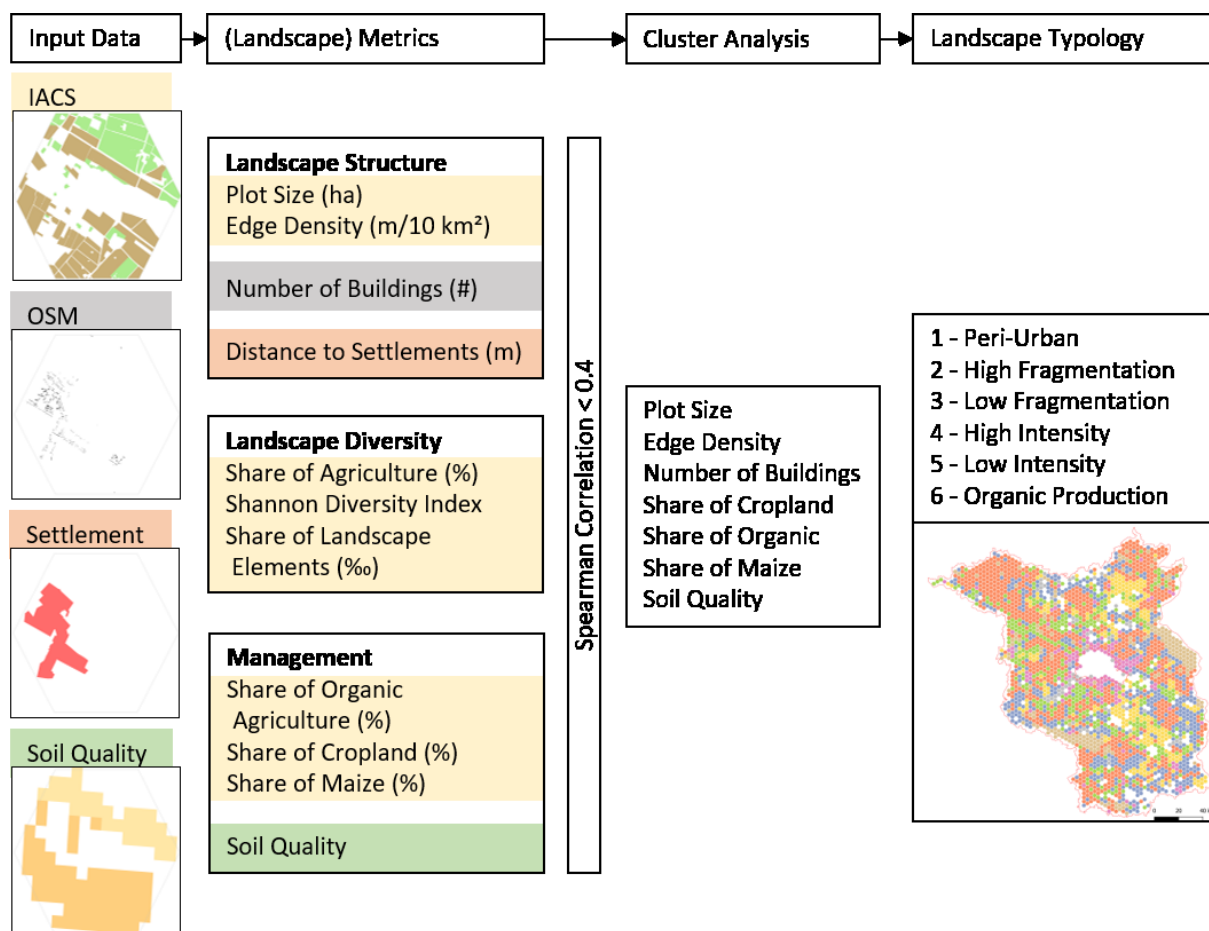 Input Data
(Landscape) Metrics
Cluster Analysis
Landscape Typology
IACS
OSM
Settlement
Soil Quality
Landscape Structure
Plot Size (ha)
Edge Density (m/10 km²)
Number of Buildings (#)
Distance to Settlements (m)
Landscape Diversity
Share of Agriculture (%)
Shannon Diversity Index
Share of Landscape
Elements (‰)
Management
Share of Organic
Agriculture (%)
Share of Cropland (%)
Share of Maize (%)
Soil Quality
Spearman Correlation < 0.4
Plot Size
Edge Density
Number of Buildings
Share of Cropland
Share of Organic
Share of Maize
Soil Quality
1 - Peri-Urban
2 - High Fragmentation
3 - Low Fragmentation
4 - High Intensity
5 - Low Intensity
6 - Organic Production
0 20 40